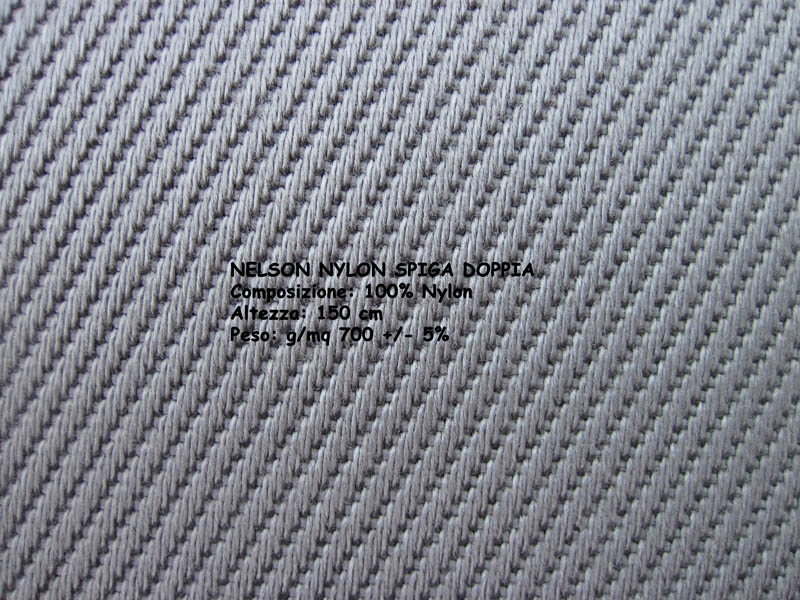 NELSON NYLON SPIGA DOPPIA
Composizione: 100% Nylon
Altezza: 150 cm
Peso: g/mq 700 +/- 5%